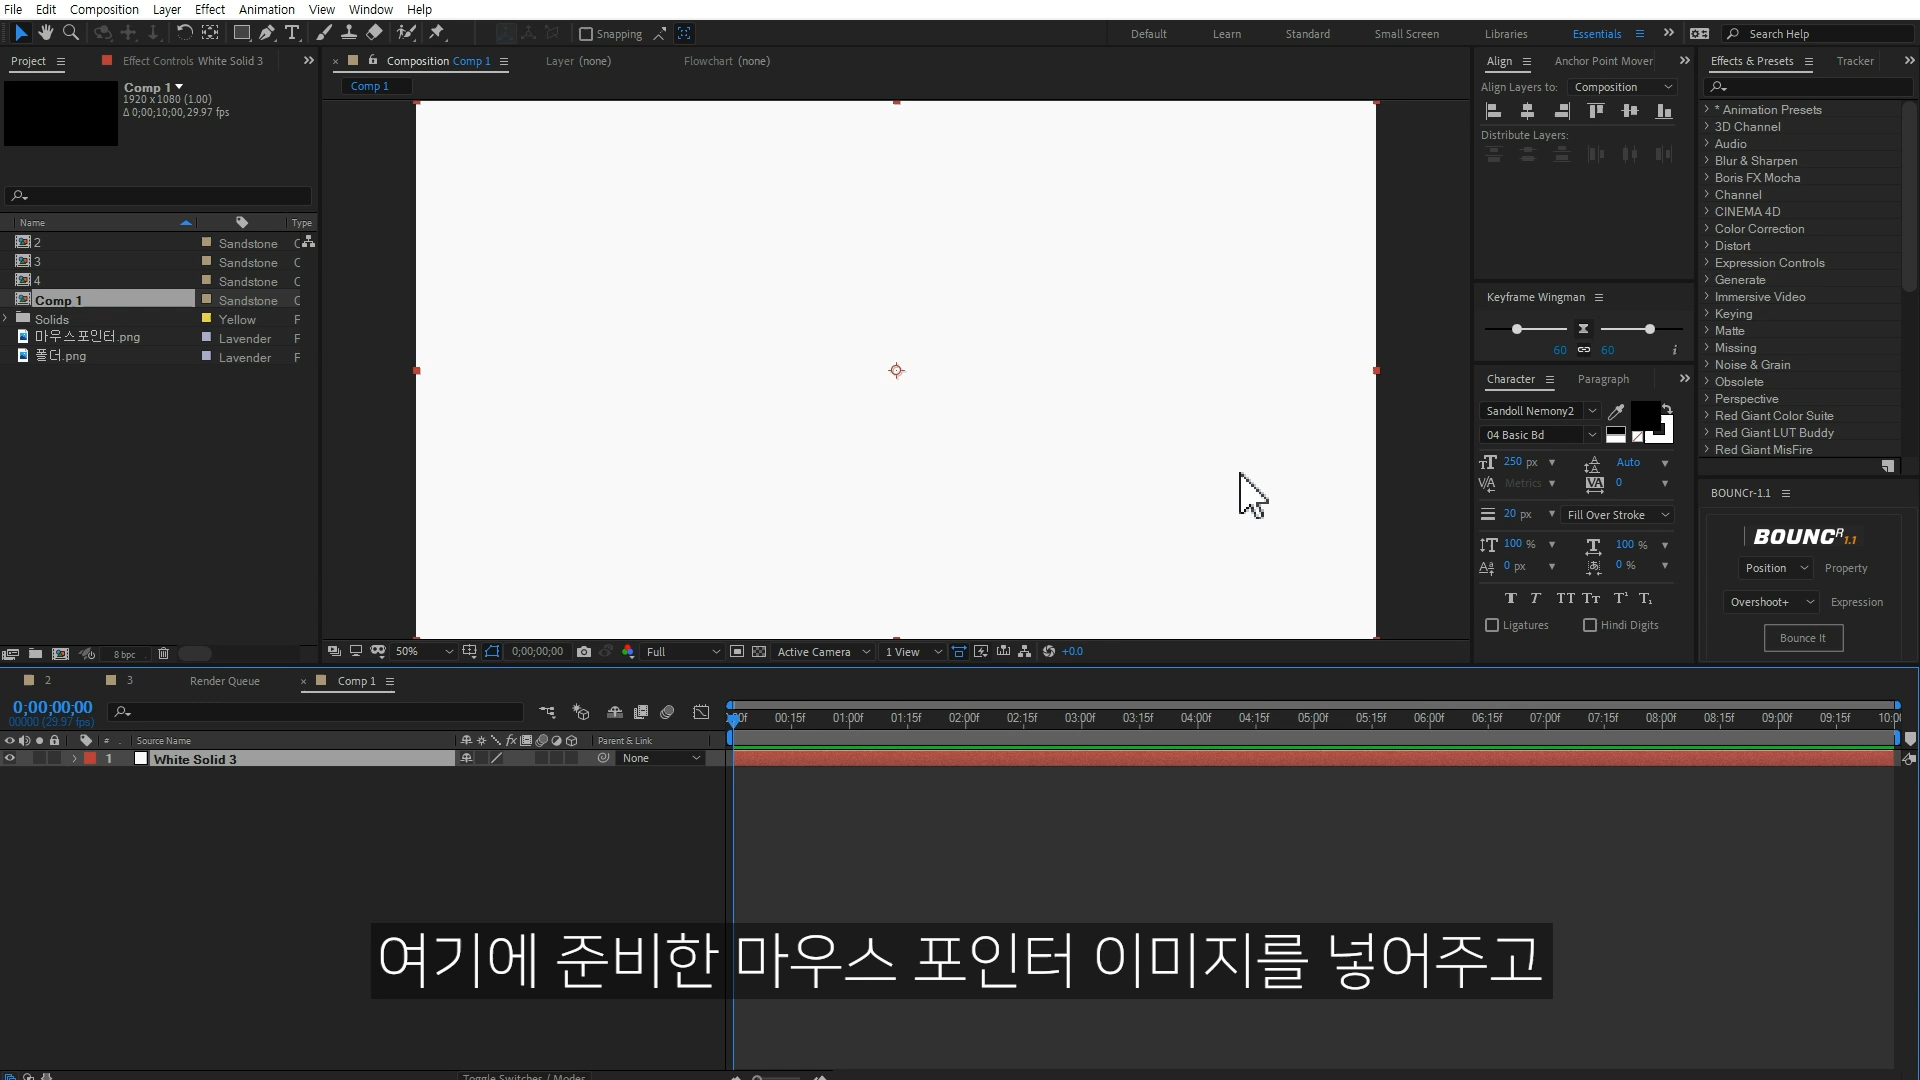 File Edit Composition Layer Effect Animation View Window Help
Snapping
Default Learn Standard Small Screen Libraries Essentials Search Help
Project Effect Controls White Solid 3
Composition Comp 1 Layer (none) Flowchart (none)
Align Anchor Point Mover
Effects & Presets Tracker
Comp 1
1920 x 1080 (1.00)
Δ 0;00;10;00, 29.97 fps
Comp 1
Align Layers to: Composition
Distribute Layers:
Name Type
2 Sandstone C
3 Sandstone C
4 Sandstone C
Comp 1 Sandstone C
Solids Yellow F
마우스포인터.png Lavender F
폴더.png Lavender F
* Animation Presets
3D Channel
Audio
Blur & Sharpen
Boris FX Mocha
Channel
CINEMA 4D
Color Correction
Distort
Expression Controls
Generate
Immersive Video
Keying
Matte
Missing
Noise & Grain
Obsolete
Perspective
Red Giant Color Suite
Red Giant LUT Buddy
Red Giant MisFire
Keyframe Wingman
60 60 i
Character Paragraph
Sandoll Nemony2
04 Basic Bd
250 px Auto
Metrics 0
20 px Fill Over Stroke
100 % 100 %
0 px 0 %
T T TT Tt T¹ T₁
Ligatures Hindi Digits
BOUNCr-1.1
BOUNCR 1.1
Position Property
Overshoot+ Expression
Bounce It
8 bpc
50% 0;00;00;00 Full Active Camera 1 View +0.0
2 3 Render Queue Comp 1
0;00;00;00
00000 (29.97 fps)
:00f 00:15f 01:00f 01:15f 02:00f 02:15f 03:00f 03:15f 04:00f 04:15f 05:00f 05:15f 06:00f 06:15f 07:00f 07:15f 08:00f 08:15f 09:00f 09:15f 10:0
# Source Name fx Parent & Link
1 White Solid 3 None
여기에 준비한 마우스 포인터 이미지를 넣어주고
Toggle Switches / Modes